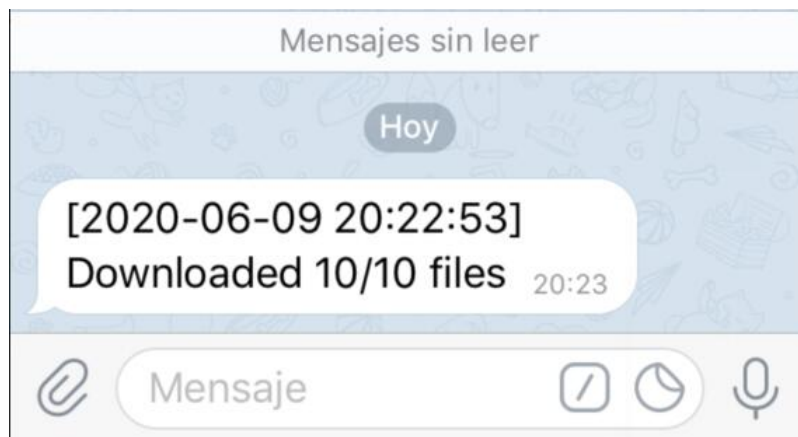 Mensajes sin leer
Hoy
[2020-06-09 20:22:53]
Downloaded 10/10 files 20:23
Mensaje